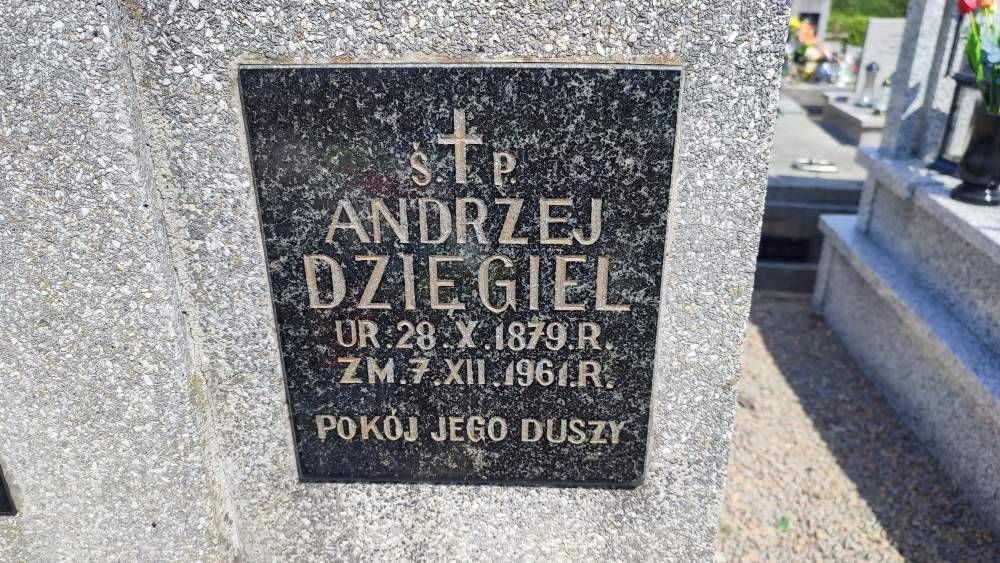 Ś. P.
ANDRZEJ
DZIĘGIEL
UR. 28. X. 1879. R.
ZM. 7. XII. 1961. R.
POKÓJ JEGO DUSZY